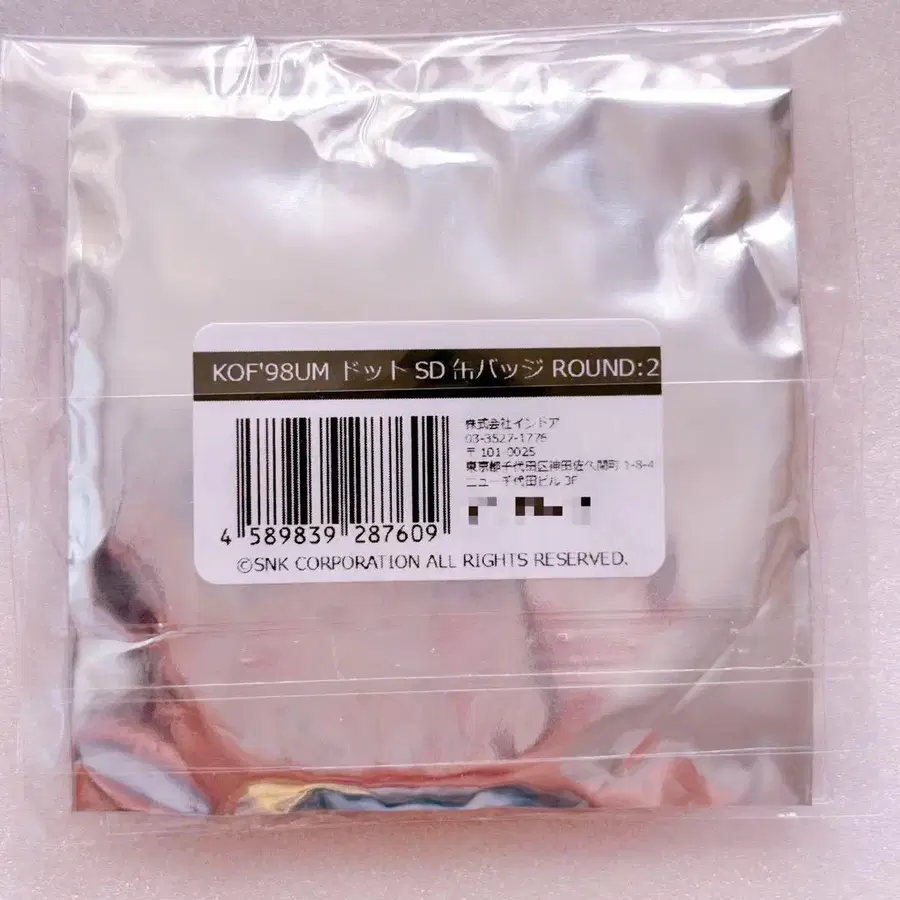 KOF'98UM ドット SD 缶バッジ ROUND:2
株式会社インドア
03-3527-1776
〒101-0025
東京都千代田区神田佐久間町 1-8-4
ニュー千代田ビル 3F
4 589839 287609
©SNK CORPORATION ALL RIGHTS RESERVED.